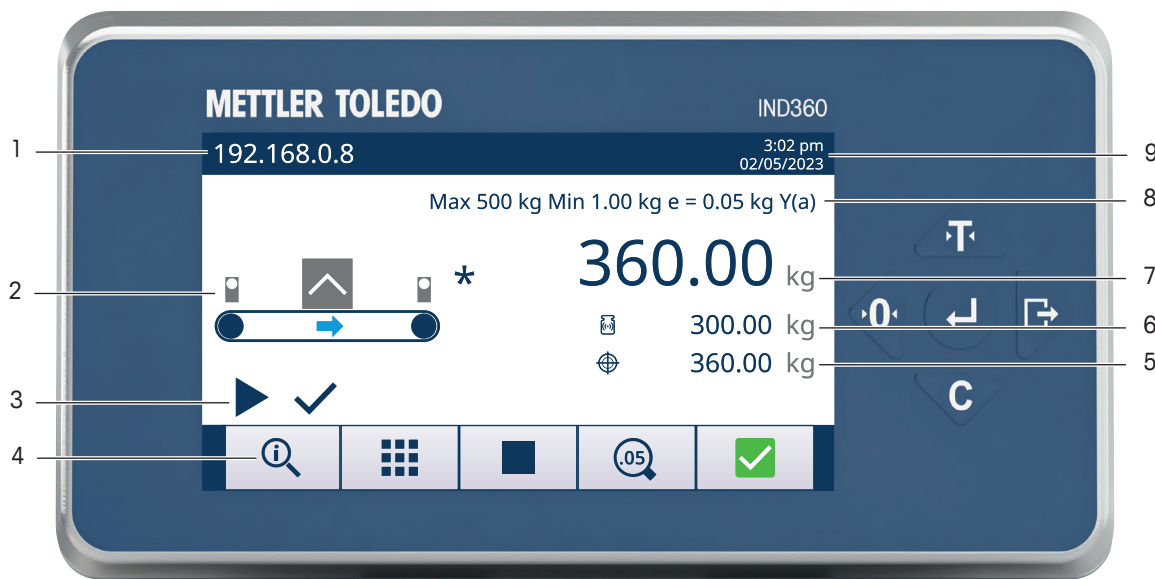 METTLER TOLEDO
IND360
1
192.168.0.8
3:02 pm
02/05/2023
9
Max 500 kg Min 1.00 kg e = 0.05 kg Y(a)
8
T
2
*
360.00 kg
7
300.00 kg
6
0
360.00 kg
5
3
C
4
i
.05